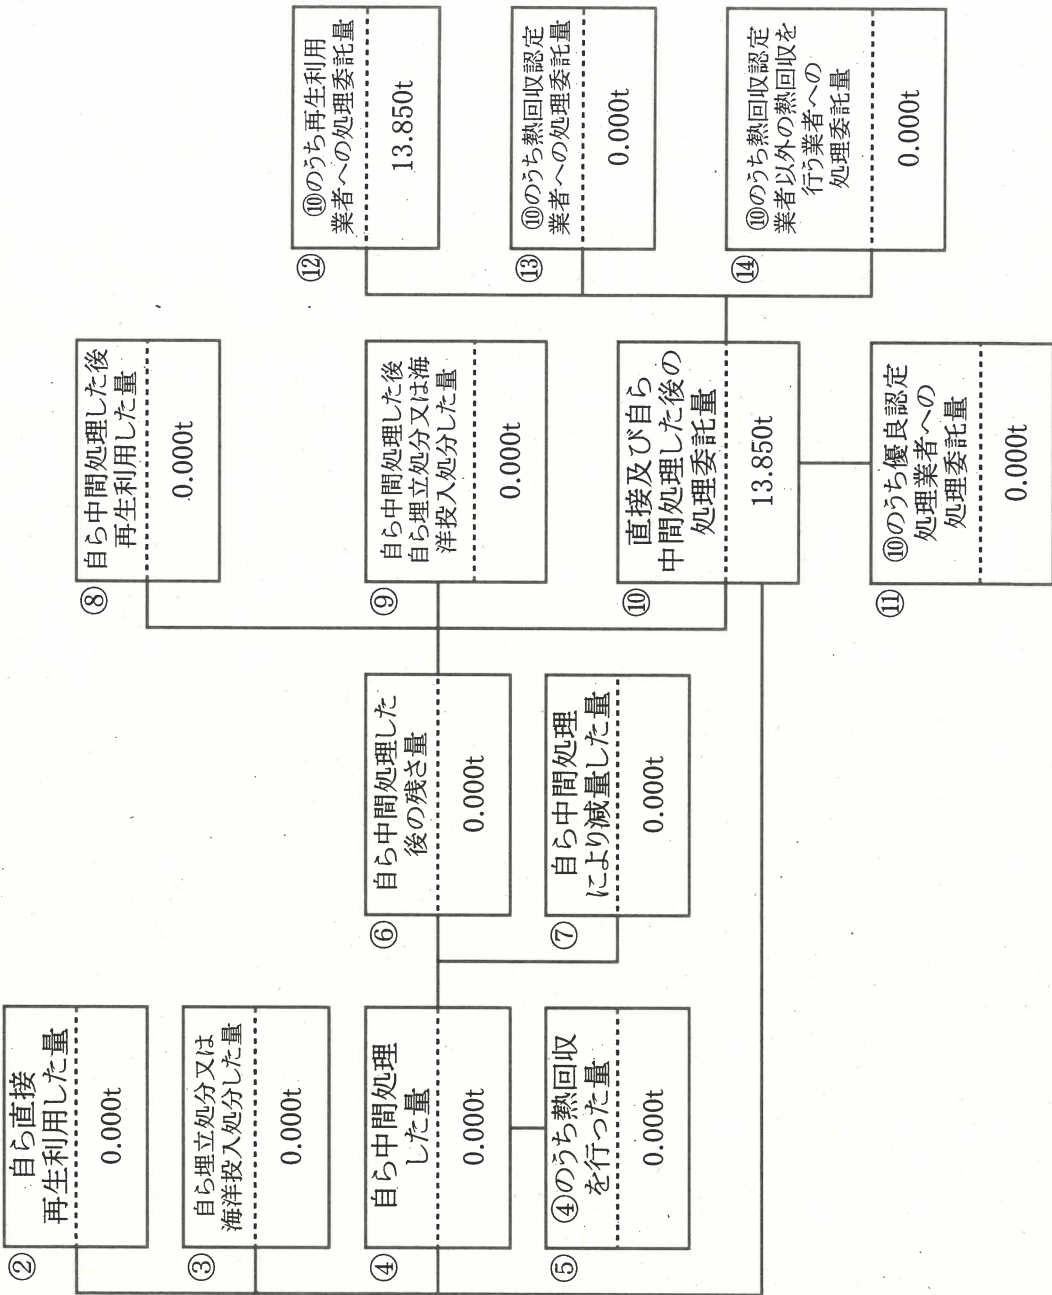 ②
自ら直接
再生利用した量
0.000t
③
自ら埋立処分又は
海洋投入処分した量
0.000t
④
自ら中間処理
した量
0.000t
⑤
④のうち熱回収
を行った量
0.000t
⑥
自ら中間処理した
後の残さ量
0.000t
⑦
自ら中間処理
により減量した量
0.000t
⑧
自ら中間処理した後
再生利用した量
0.000t
⑨
自ら中間処理した後
自ら埋立処分又は海
洋投入処分した量
0.000t
⑩
直接及び自ら
中間処理した後の
処理委託量
13.850t
⑪
⑩のうち優良認定
処理業者への
処理委託量
0.000t
⑫
⑩のうち再生利用
業者への処理委託量
13.850t
⑬
⑩のうち熱回収認定
業者への処理委託量
0.000t
⑭
⑩のうち熱回収認定
業者以外の熱回収を
行う業者への
処理委託量
0.000t